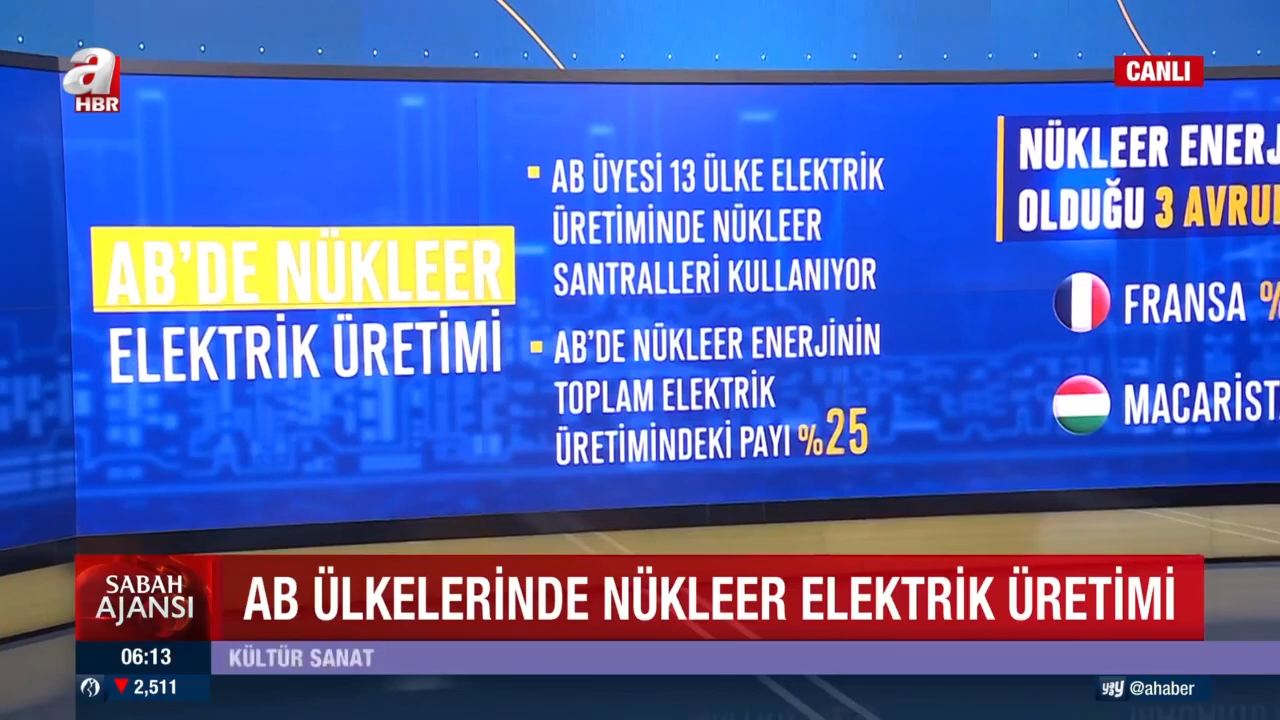 a
HBR
CANLI
AB'DE NÜKLEER
ELEKTRİK ÜRETİMİ
AB ÜYESİ 13 ÜLKE ELEKTRİK
ÜRETİMİNDE NÜKLEER
SANTRALLERİ KULLANIYOR
AB'DE NÜKLEER ENERJİNİN
TOPLAM ELEKTRİK
ÜRETİMİNDEKİ PAYI %25
NÜKLEER ENERJ
OLDUĞU 3 AVRU
FRANSA %
MACARİST
SABAH
AJANSI
AB ÜLKELERİNDE NÜKLEER ELEKTRİK ÜRETİMİ
06:13
KÜLTÜR SANAT
2,511
@ahaber